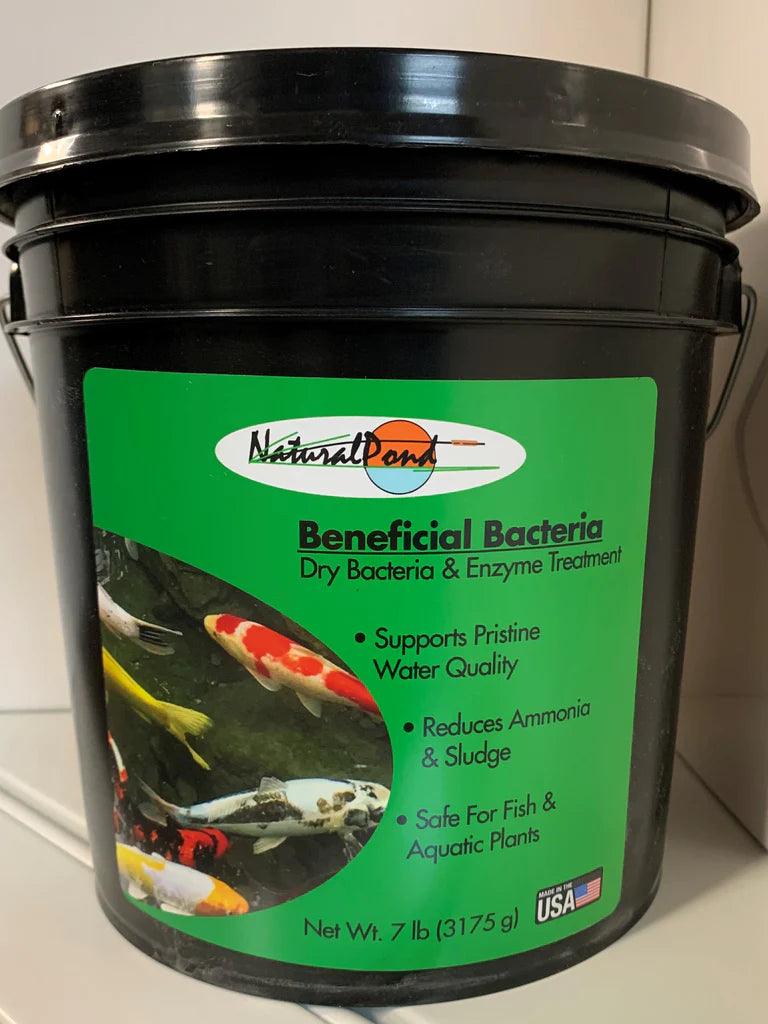 NaturalPond
Beneficial Bacteria
Dry Bacteria & Enzyme Treatment
• Supports Pristine
Water Quality
• Reduces Ammonia
& Sludge
• Safe For Fish &
Aquatic Plants
Net Wt. 7 lb (3175 g)
MADE IN THE
USA